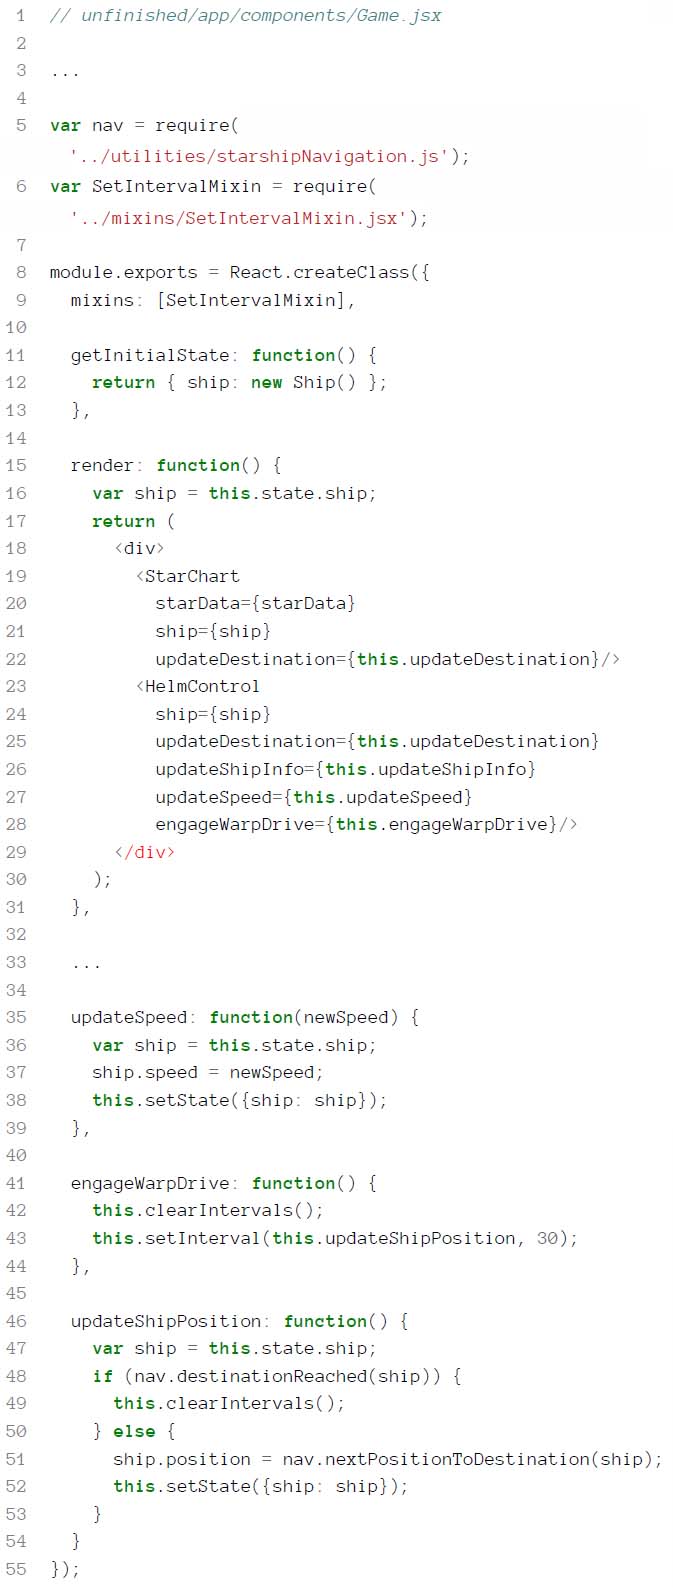 1 // unfinished/app/components/Game.jsx
2
3 ...
4
5 var nav = require(
'../utilities/starshipNavigation.js');
6 var SetIntervalMixin = require(
'../mixins/SetIntervalMixin.jsx');
7
8 module.exports = React.createClass({
9   mixins: [SetIntervalMixin],
10
11   getInitialState: function() {
12     return { ship: new Ship() };
13   },
14
15   render: function() {
16     var ship = this.state.ship;
17     return (
18       <div>
19         <StarChart
20           starData={starData}
21           ship={ship}
22           updateDestination={this.updateDestination}/>
23         <HelmControl
24           ship={ship}
25           updateDestination={this.updateDestination}
26           updateShipInfo={this.updateShipInfo}
27           updateSpeed={this.updateSpeed}
28           engageWarpDrive={this.engageWarpDrive}/>
29       </div>
30     );
31   },
32
33   ...
34
35   updateSpeed: function(newSpeed) {
36     var ship = this.state.ship;
37     ship.speed = newSpeed;
38     this.setState({ship: ship});
39   },
40
41   engageWarpDrive: function() {
42     this.clearIntervals();
43     this.setInterval(this.updateShipPosition, 30);
44   },
45
46   updateShipPosition: function() {
47     var ship = this.state.ship;
48     if (nav.destinationReached(ship)) {
49       this.clearIntervals();
50     } else {
51       ship.position = nav.nextPositionToDestination(ship);
52       this.setState({ship: ship});
53     }
54   }
55 });